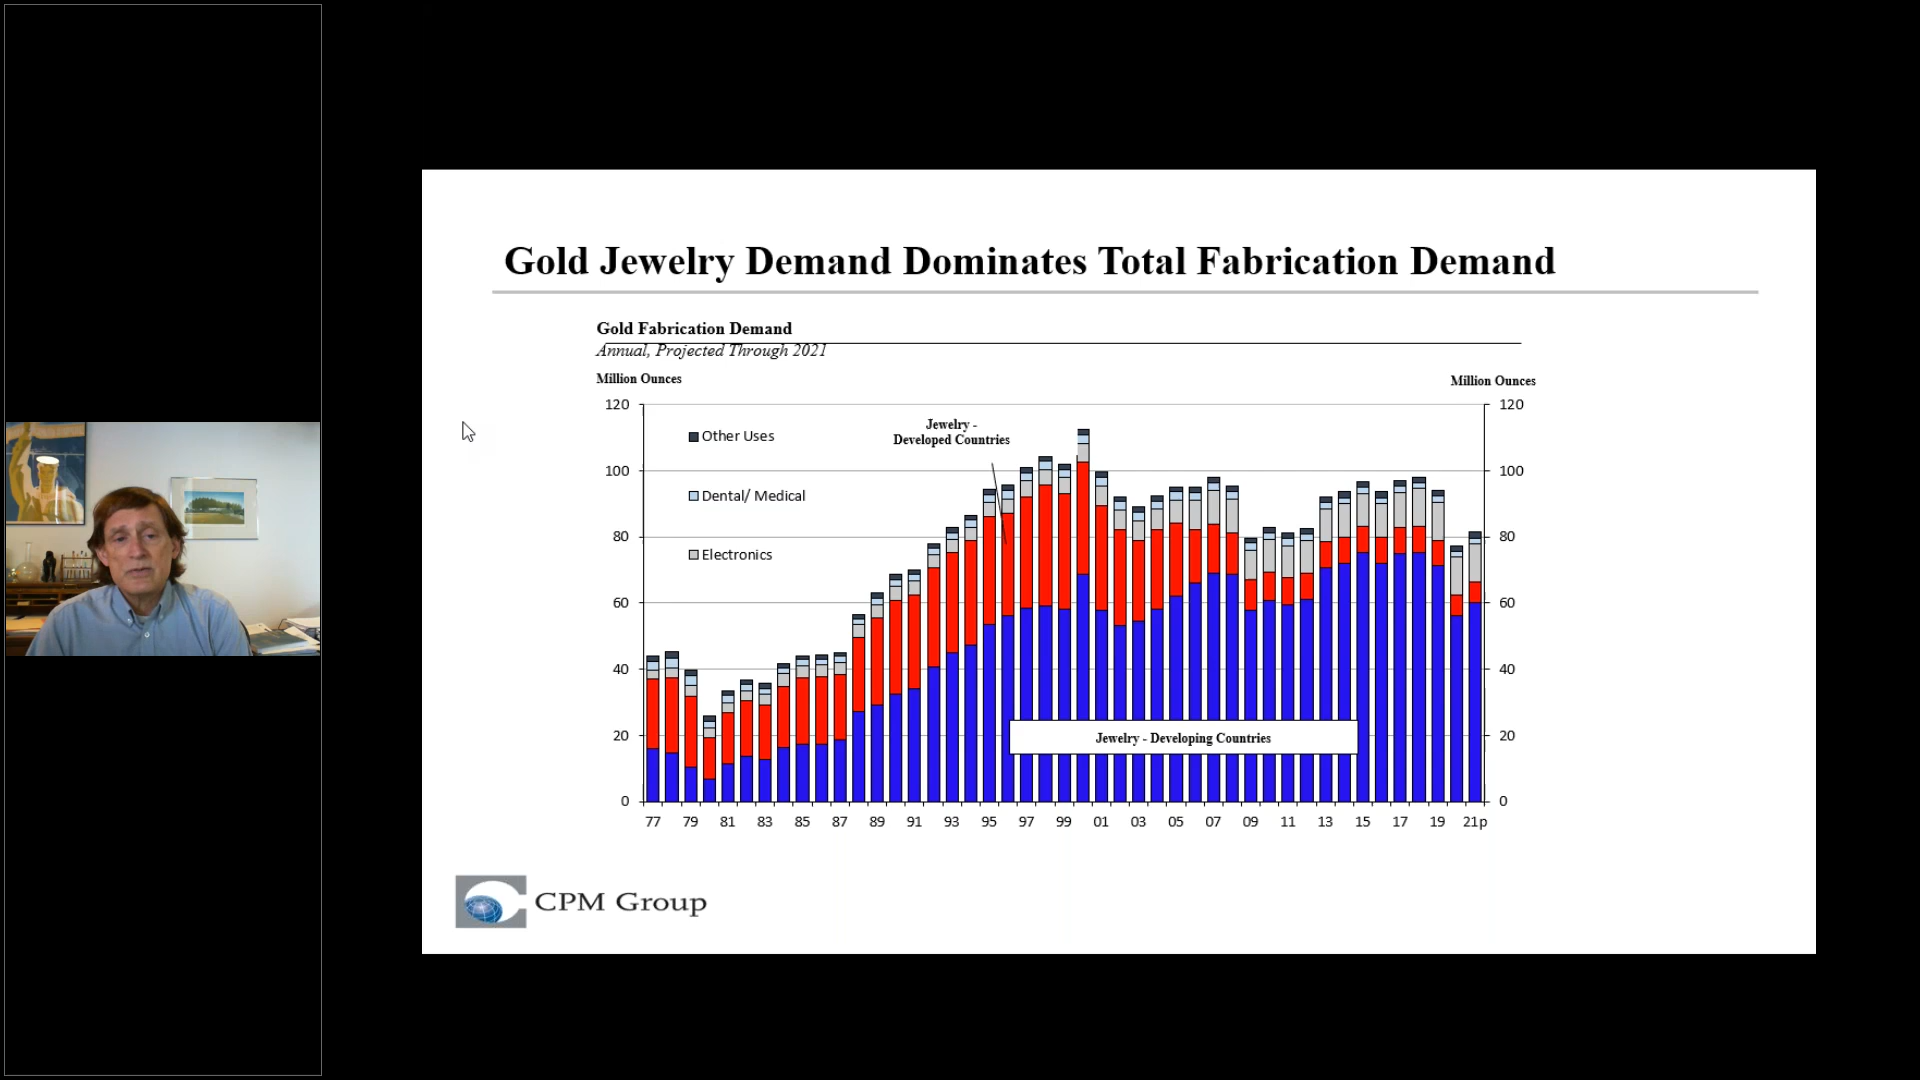 Gold Jewelry Demand Dominates Total Fabrication Demand
Gold Fabrication Demand
Annual, Projected Through 2021
Million Ounces
Million Ounces
120
100
80
60
40
20
0
Other Uses
Dental/ Medical
Electronics
Jewelry -
Developed Countries
Jewelry - Developing Countries
120
100
80
60
40
20
0
77 79 81 83 85 87 89 91 93 95 97 99 01 03 05 07 09 11 13 15 17 19 21p
CPM Group